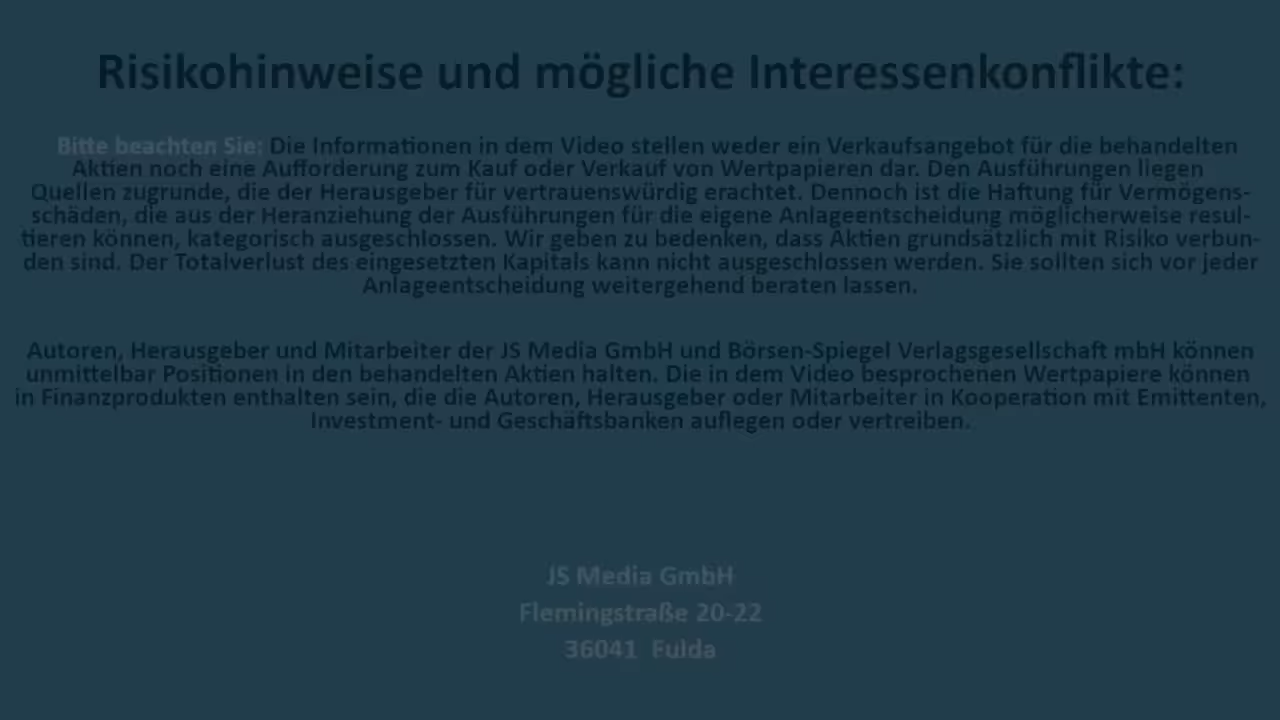 Risikohinweise und mögliche Interessenkonflikte:
Bitte beachten Sie: Die Informationen in dem Video stellen weder ein Verkaufsangebot für die behandelten
Aktien noch eine Aufforderung zum Kauf oder Verkauf von Wertpapieren dar. Den Ausführungen liegen
Quellen zugrunde, die der Herausgeber für vertrauenswürdig erachtet. Dennoch ist die Haftung für Vermögens-
schäden, die aus der Heranziehung der Ausführungen für die eigene Anlageentscheidung möglicherweise resul-
tieren können, kategorisch ausgeschlossen. Wir geben zu bedenken, dass Aktien grundsätzlich mit Risiko verbun-
den sind. Der Totalverlust des eingesetzten Kapitals kann nicht ausgeschlossen werden. Sie sollten sich vor jeder
Anlageentscheidung weitergehend beraten lassen.
Autoren, Herausgeber und Mitarbeiter der JS Media GmbH und Börsen-Spiegel Verlagsgesellschaft mbH können
unmittelbar Positionen in den behandelten Aktien halten. Die in dem Video besprochenen Wertpapiere können
in Finanzprodukten enthalten sein, die die Autoren, Herausgeber oder Mitarbeiter in Kooperation mit Emittenten,
Investment- und Geschäftsbanken auflegen oder vertreiben.
JS Media GmbH
Flemingstraße 20-22
36041 Fulda